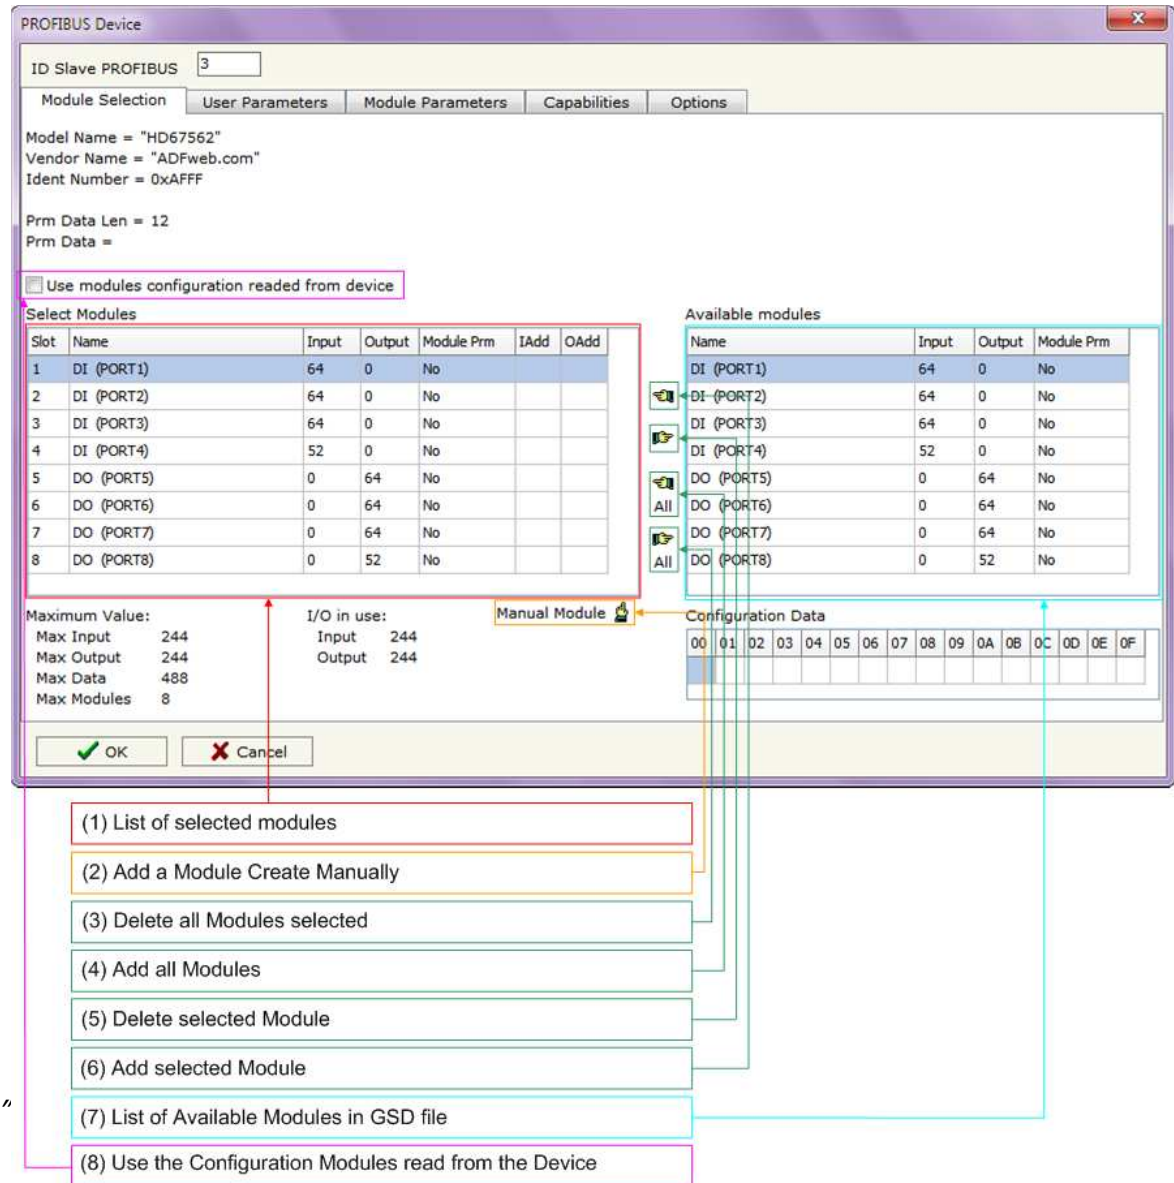 PROFIBUS Device
ID Slave PROFIBUS 3
Module Selection User Parameters Module Parameters Capabilities Options
Model Name = "HD67562"
Vendor Name = "ADFweb.com"
Ident Number = 0xAFFF
Prm Data Len = 12
Prm Data =
Use modules configuration readed from device
Select Modules
Slot Name Input Output Module Prm IAdd OAdd
1 DI (PORT1) 64 0 No
2 DI (PORT2) 64 0 No
3 DI (PORT3) 64 0 No
4 DI (PORT4) 52 0 No
5 DO (PORT5) 0 64 No
6 DO (PORT6) 0 64 No
7 DO (PORT7) 0 64 No
8 DO (PORT8) 0 52 No
All
All
Available modules
Name Input Output Module Prm
DI (PORT1) 64 0 No
DI (PORT2) 64 0 No
DI (PORT3) 64 0 No
DI (PORT4) 52 0 No
DO (PORT5) 0 64 No
DO (PORT6) 0 64 No
DO (PORT7) 0 64 No
DO (PORT8) 0 52 No
Maximum Value:
Max Input 244
Max Output 244
Max Data 488
Max Modules 8
I/O in use:
Input 244
Output 244
Manual Module
Configuration Data
00 01 02 03 04 05 06 07 08 09 0A 0B 0C 0D 0E 0F
OK Cancel
(1) List of selected modules
(2) Add a Module Create Manually
(3) Delete all Modules selected
(4) Add all Modules
(5) Delete selected Module
(6) Add selected Module
"
(7) List of Available Modules in GSD file
(8) Use the Configuration Modules read from the Device